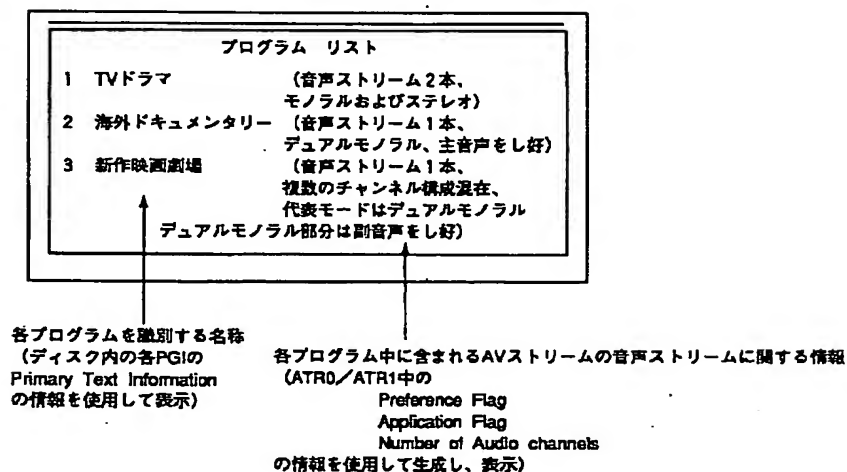 プログラム リスト
1 TVドラマ (音声ストリーム2本、
モノラルおよびステレオ)
2 海外ドキュメンタリー (音声ストリーム1本、
デュアルモノラル、主音声をし好)
3 新作映画劇場 (音声ストリーム1本、
複数のチャンネル構成混在、
代表モードはデュアルモノラル
デュアルモノラル部分は副音声をし好)
各プログラムを識別する名称
(ディスク内の各PGIの
Primary Text Information
の情報を使用して表示)
各プログラム中に含まれるAVストリームの音声ストリームに関する情報
(ATR0/ATR1中の
Preference Flag
Application Flag
Number of Audio channels
の情報を使用して生成し、表示)